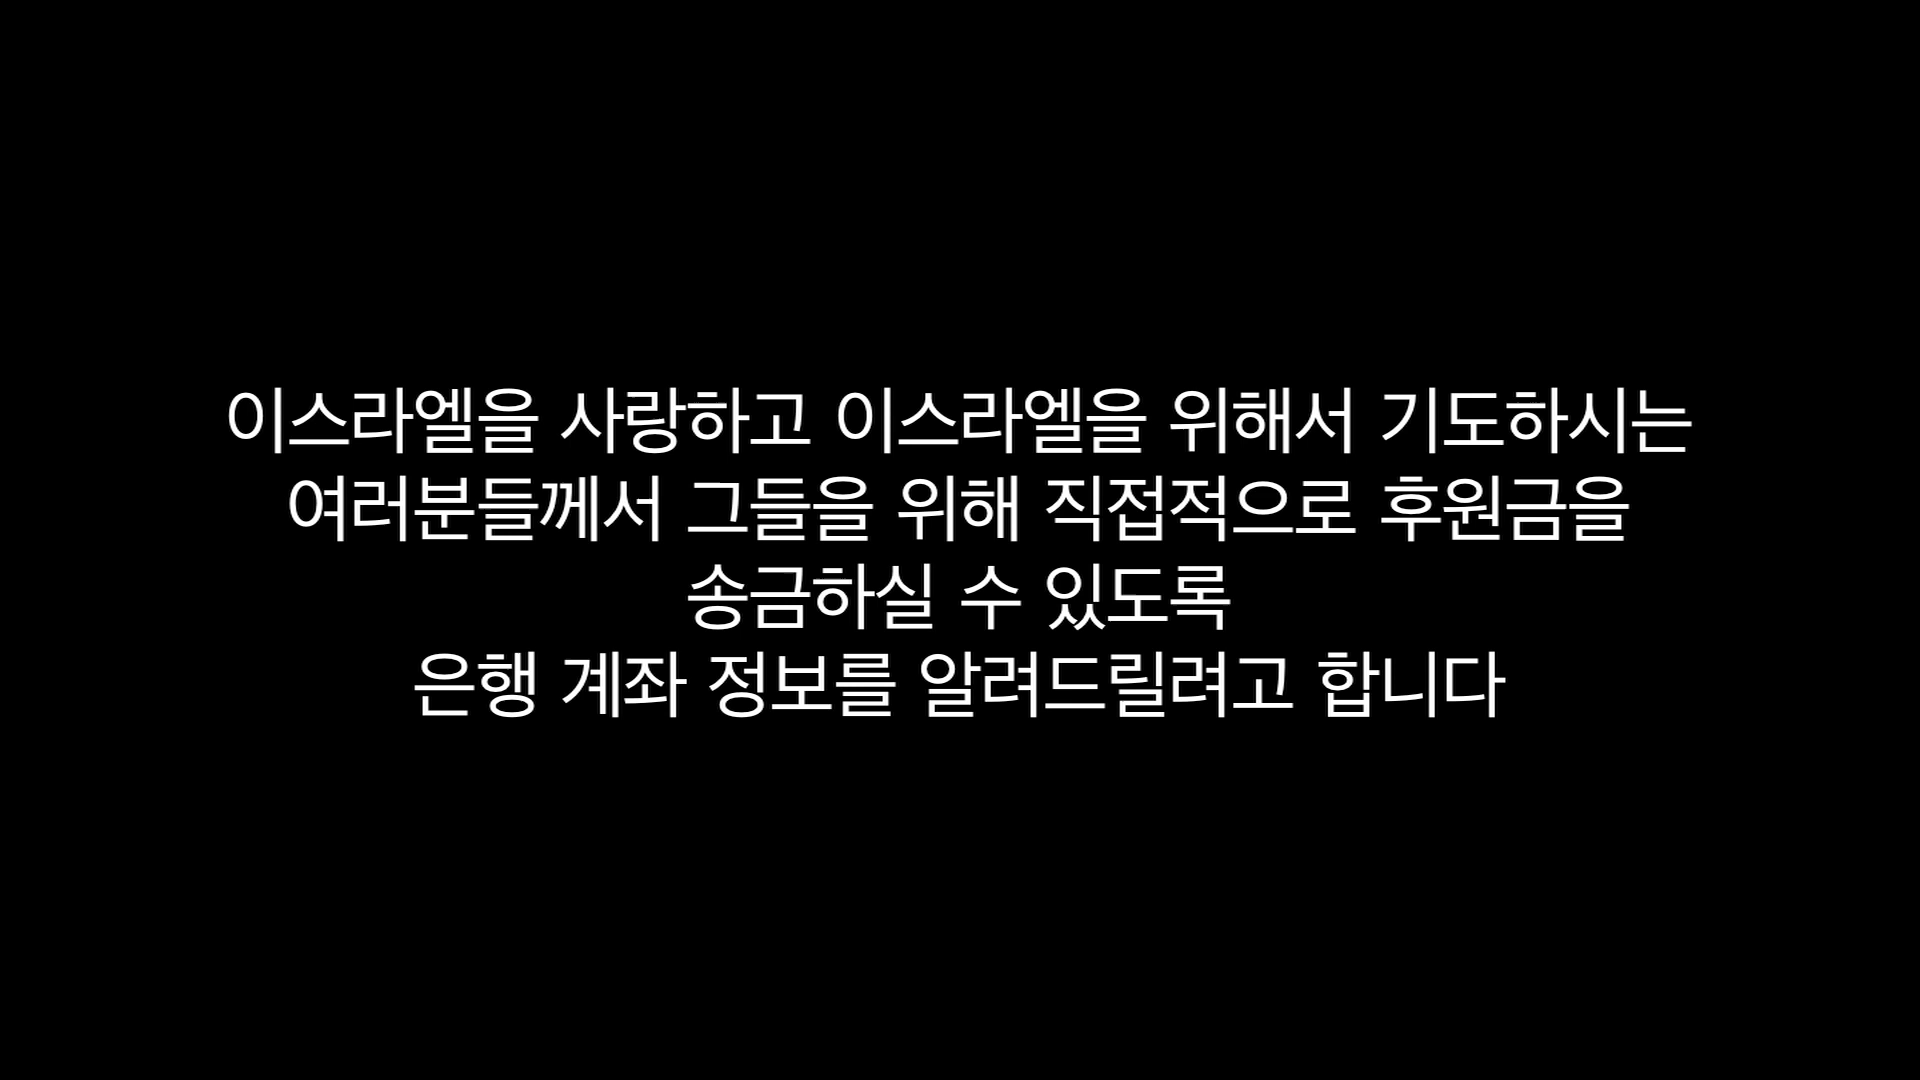 이스라엘을 사랑하고 이스라엘을 위해서 기도하시는
여러분들께서 그들을 위해 직접적으로 후원금을
송금하실 수 있도록
은행 계좌 정보를 알려드릴려고 합니다